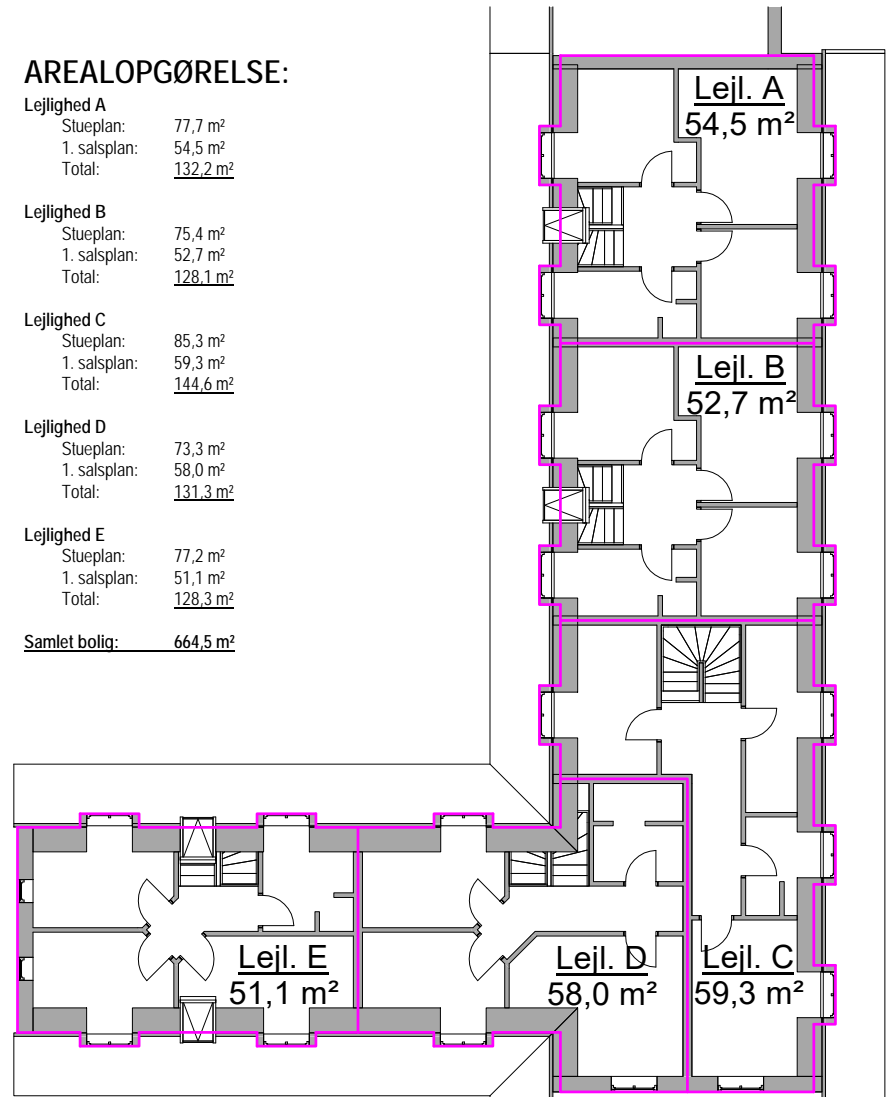 AREALOPGØRELSE:
Lejlighed A
Stueplan: 77,7 m²
1. salsplan: 54,5 m²
Total: 132,2 m²
Lejlighed B
Stueplan: 75,4 m²
1. salsplan: 52,7 m²
Total: 128,1 m²
Lejlighed C
Stueplan: 85,3 m²
1. salsplan: 59,3 m²
Total: 144,6 m²
Lejlighed D
Stueplan: 73,3 m²
1. salsplan: 58,0 m²
Total: 131,3 m²
Lejlighed E
Stueplan: 77,2 m²
1. salsplan: 51,1 m²
Total: 128,3 m²
Samlet bolig: 664,5 m²
Lejl. A
54,5 m²
Lejl. B
52,7 m²
Lejl. E
51,1 m²
Lejl. D
58,0 m²
Lejl. C
59,3 m²